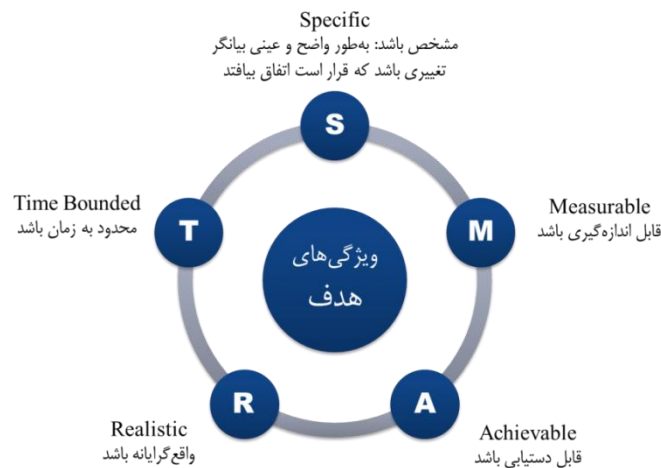 Specific
مشخص باشد: به‌طور واضح و عینی بیانگر
تغییری باشد که قرار است اتفاق بیافتد
S
Measurable
قابل اندازه‌گیری باشد
M
Achievable
قابل دستیابی باشد
A
Realistic
واقع‌گرایانه باشد
R
Time Bounded
محدود به زمان باشد
T
ویژگی‌های
هدف